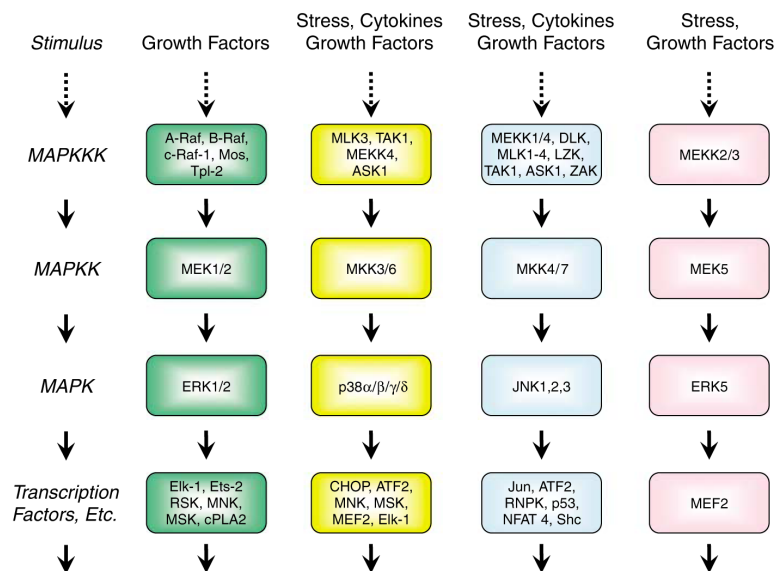 Stimulus
Growth Factors
Stress, Cytokines
Growth Factors
Stress, Cytokines
Growth Factors
Stress,
Growth Factors
MAPKKK
A-Raf, B-Raf,
c-Raf-1, Mos,
Tpl-2
MLK3, TAK1,
MEKK4,
ASK1
MEKK1/4, DLK,
MLK1-4, LZK,
TAK1, ASK1, ZAK
MEKK2/3
MAPKK
MEK1/2
MKK3/6
MKK4/7
MEK5
MAPK
ERK1/2
p38α/β/γ/δ
JNK1,2,3
ERK5
Transcription
Factors, Etc.
Elk-1, Ets-2
RSK, MNK,
MSK, cPLA2
CHOP, ATF2,
MNK, MSK,
MEF2, Elk-1
Jun, ATF2,
RNPK, p53,
NFAT 4, Shc
MEF2